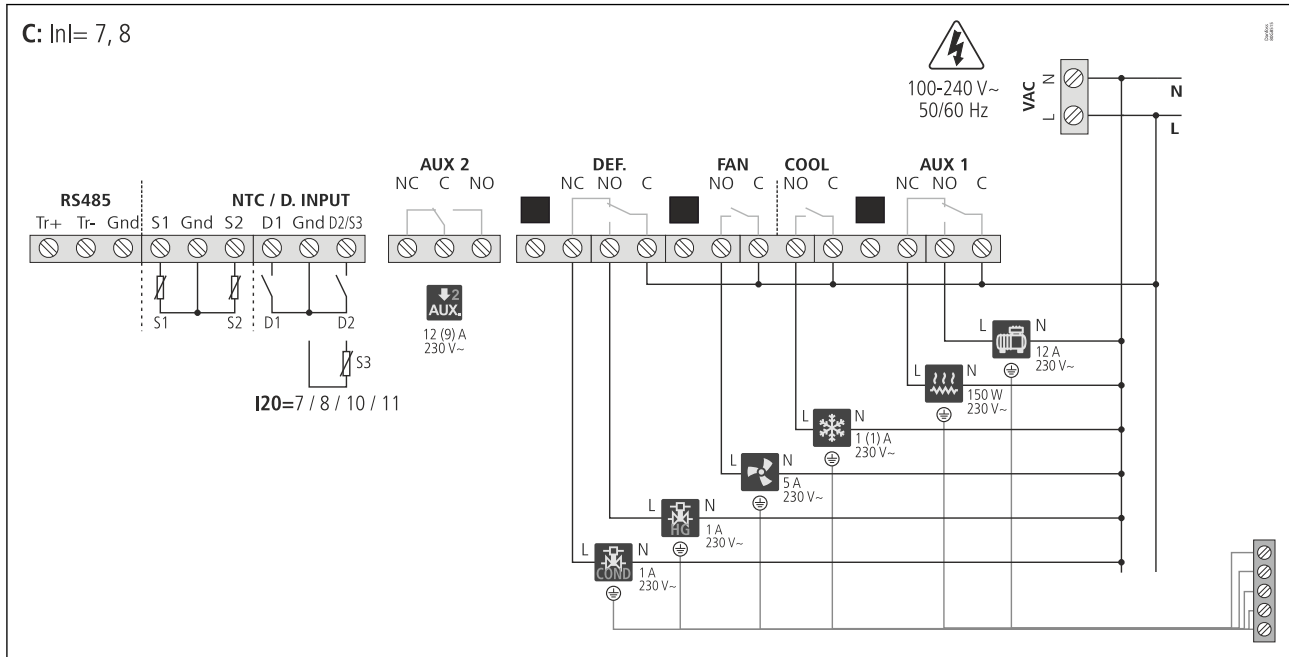 C: InI= 7, 8
100-240 V~
50/60 Hz
VAC
N
L
N
L
RS485
NTC / D. INPUT
AUX 2
DEF.
FAN
COOL
AUX 1
Tr+ Tr- Gnd S1 Gnd S2 D1 Gnd D2/S3
NC C NO
NC NO C
NO C
NO C
NC NO C
S1 S2 D1 D2
S3
I20=7 / 8 / 10 / 11
2
AUX.
12 (9) A
230 V~
L N
12 A
230 V~
L N
150 W
230 V~
L N
1 (1) A
230 V~
L N
5 A
230 V~
L N
HG
1 A
230 V~
L N
COND
1 A
230 V~